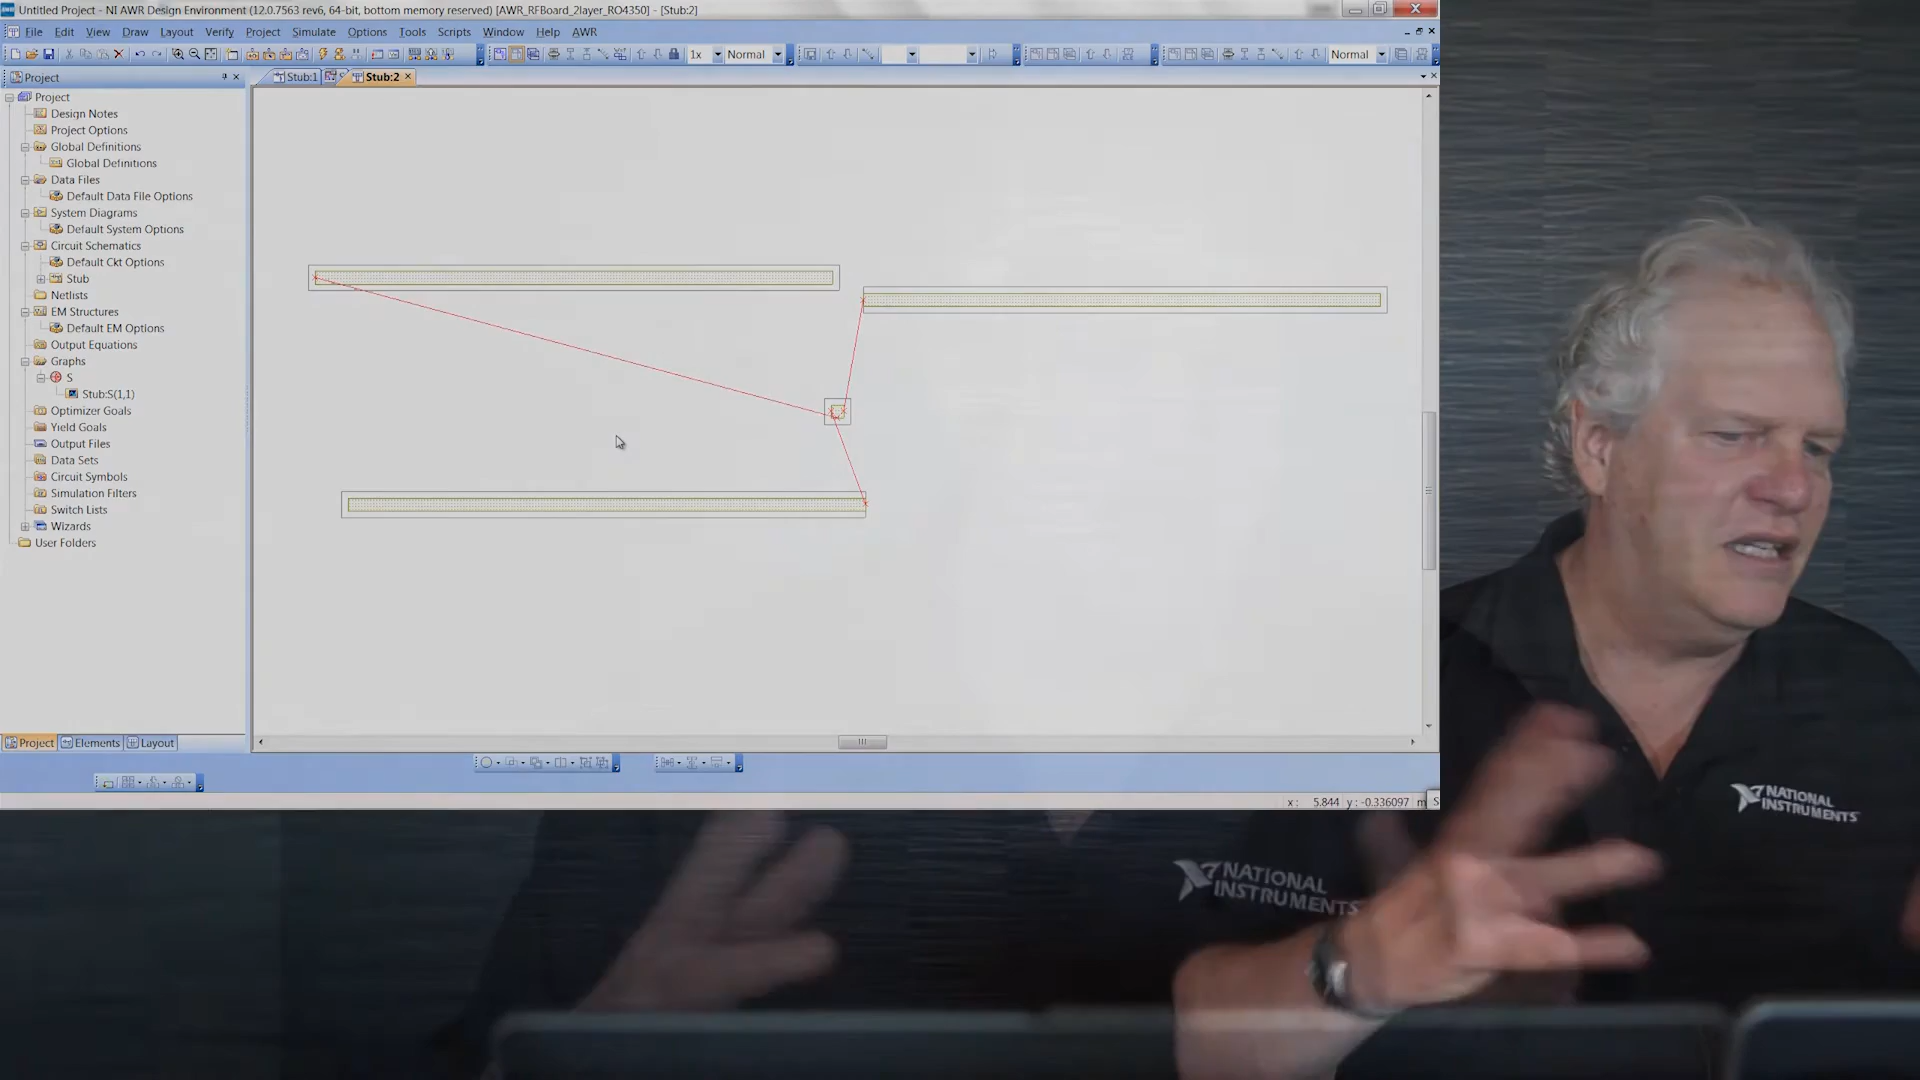 Untitled Project - NI AWR Design Environment (12.0.7563 rev6, 64-bit, bottom memory reserved) [AWR_RFBoard_2layer_RO4350] - [Stub:2]
File Edit View Draw Layout Verify Project Simulate Options Tools Scripts Window Help AWR
1x Normal Normal
Project
Stub:1 Stub:2
Project
Design Notes
Project Options
Global Definitions
Global Definitions
Data Files
Default Data File Options
System Diagrams
Default System Options
Circuit Schematics
Default Ckt Options
Stub
Netlists
EM Structures
Default EM Options
Output Equations
Graphs
S
Stub:S(1,1)
Optimizer Goals
Yield Goals
Output Files
Data Sets
Circuit Symbols
Simulation Filters
Switch Lists
Wizards
User Folders
Project Elements Layout
x: 5.844 y: -0.336097 m
NATIONAL
INSTRUMENTS
NATIONAL
INSTRUMENTS